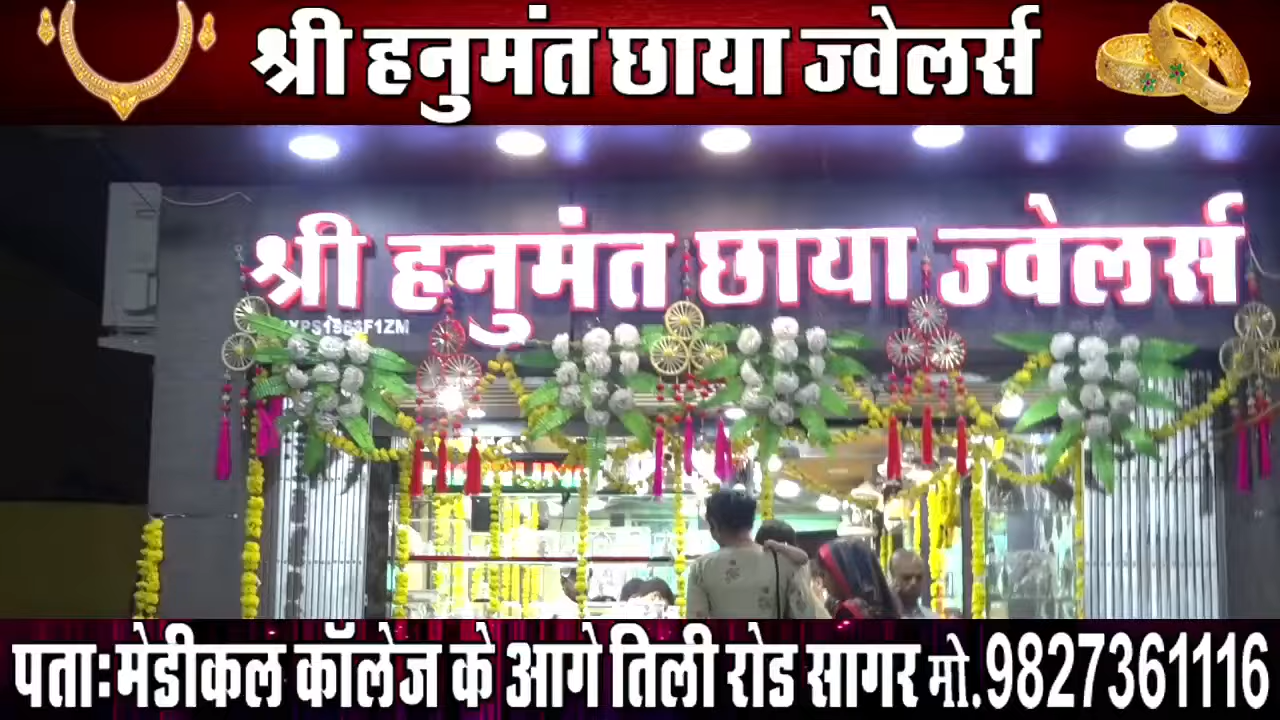 श्री हनुमंत छाया ज्वेलर्स
श्री हनुमंत छाया ज्वेलर्स
पताःमेडीकल कॉलेज के आगे तिली रोड सागर मो.9827361116